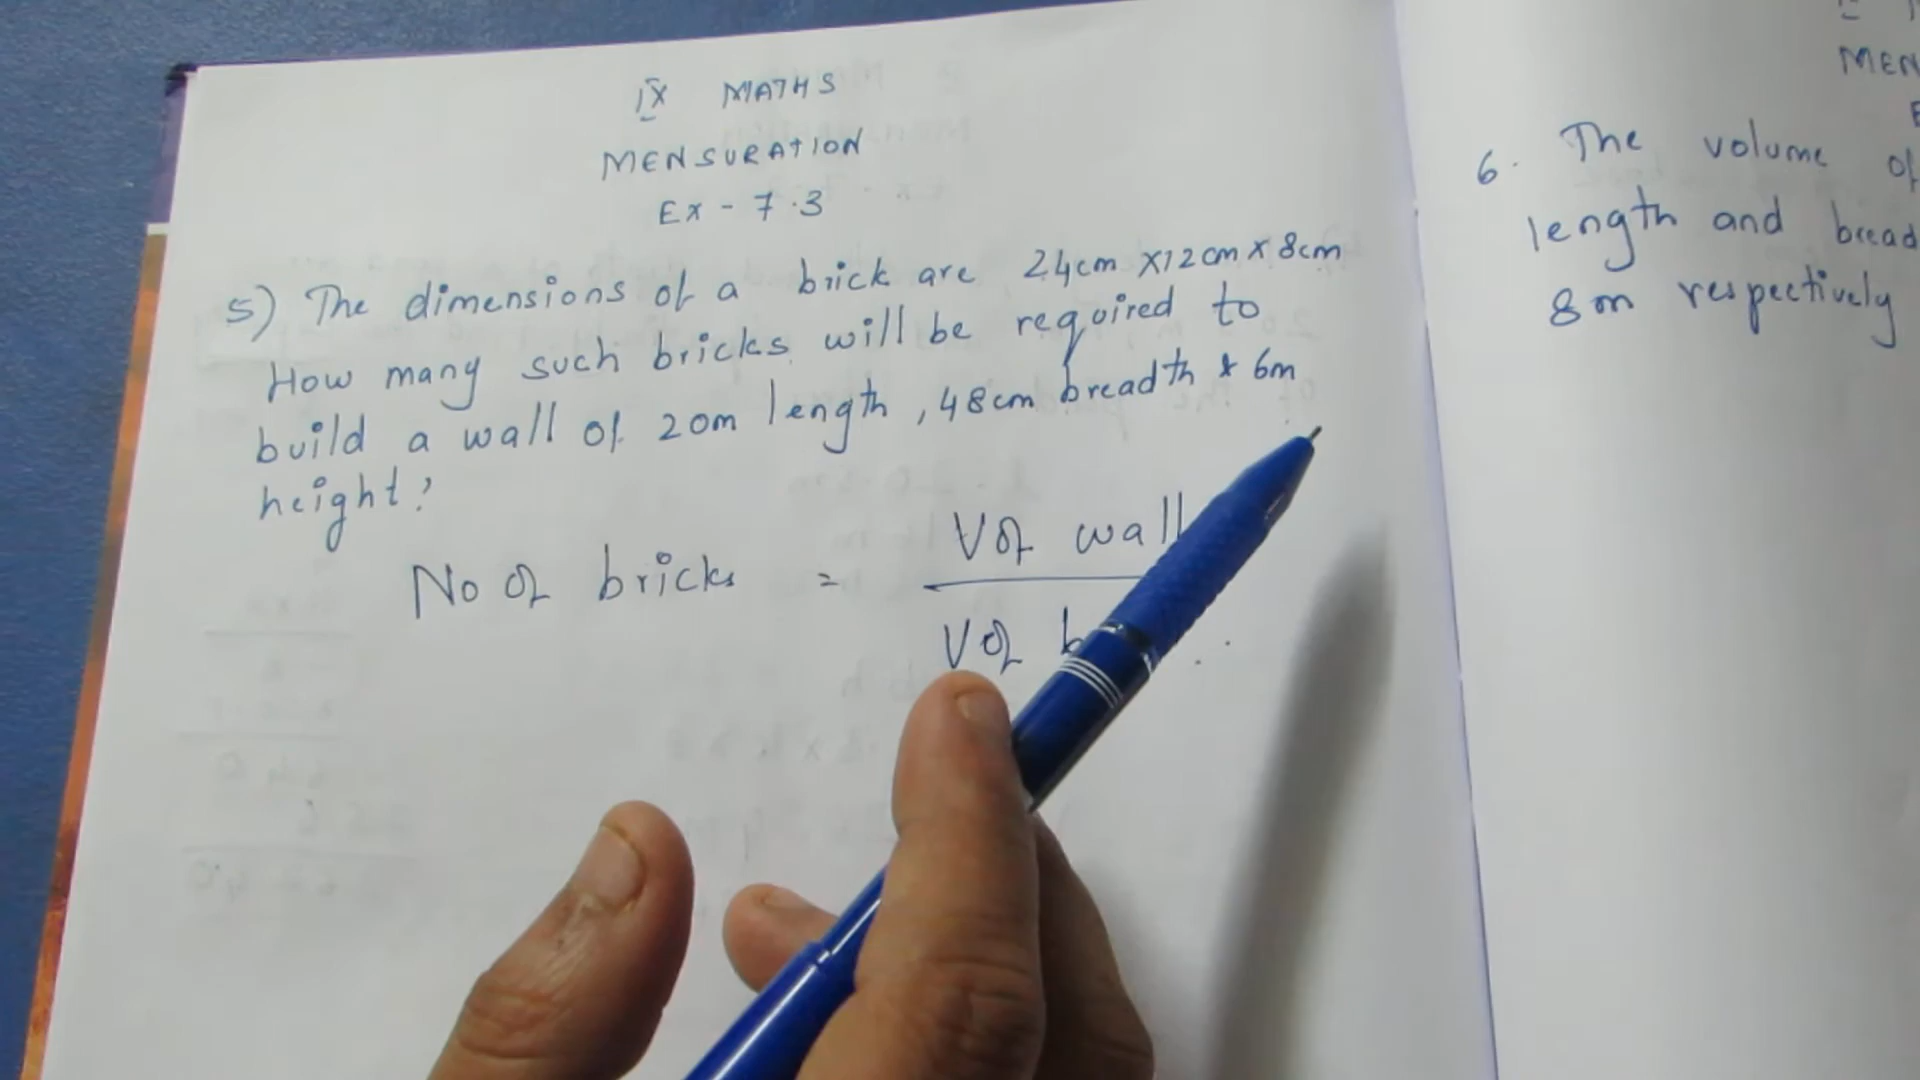 IX MATHS
MENSURATION
Ex - 7.3
5) The dimensions of a brick are 24cm x12cm x 8cm
How many such bricks will be required to
build a wall of 20m length, 48cm breadth & 6m
height?
No of bricks = V of wall
V of
MEN
6. The volume of
length and bread
8m respectively